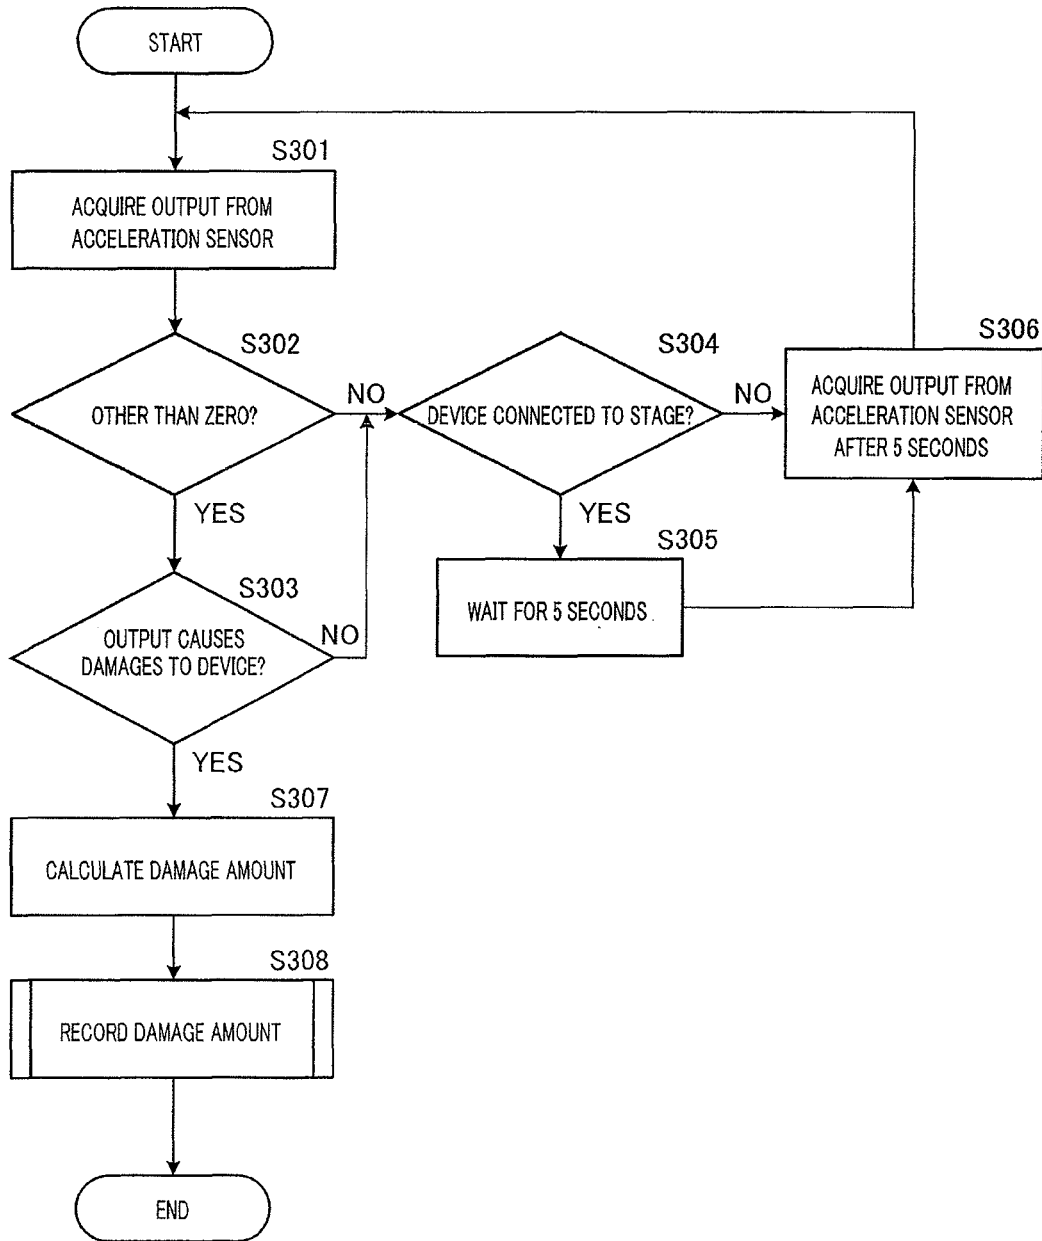 START
S301
ACQUIRE OUTPUT FROM
ACCELERATION SENSOR
S302
OTHER THAN ZERO?
NO
YES
S304
DEVICE CONNECTED TO STAGE?
NO
YES
S306
ACQUIRE OUTPUT FROM
ACCELERATION SENSOR
AFTER 5 SECONDS
S305
WAIT FOR 5 SECONDS
S303
OUTPUT CAUSES
DAMAGES TO DEVICE?
NO
YES
S307
CALCULATE DAMAGE AMOUNT
S308
RECORD DAMAGE AMOUNT
END